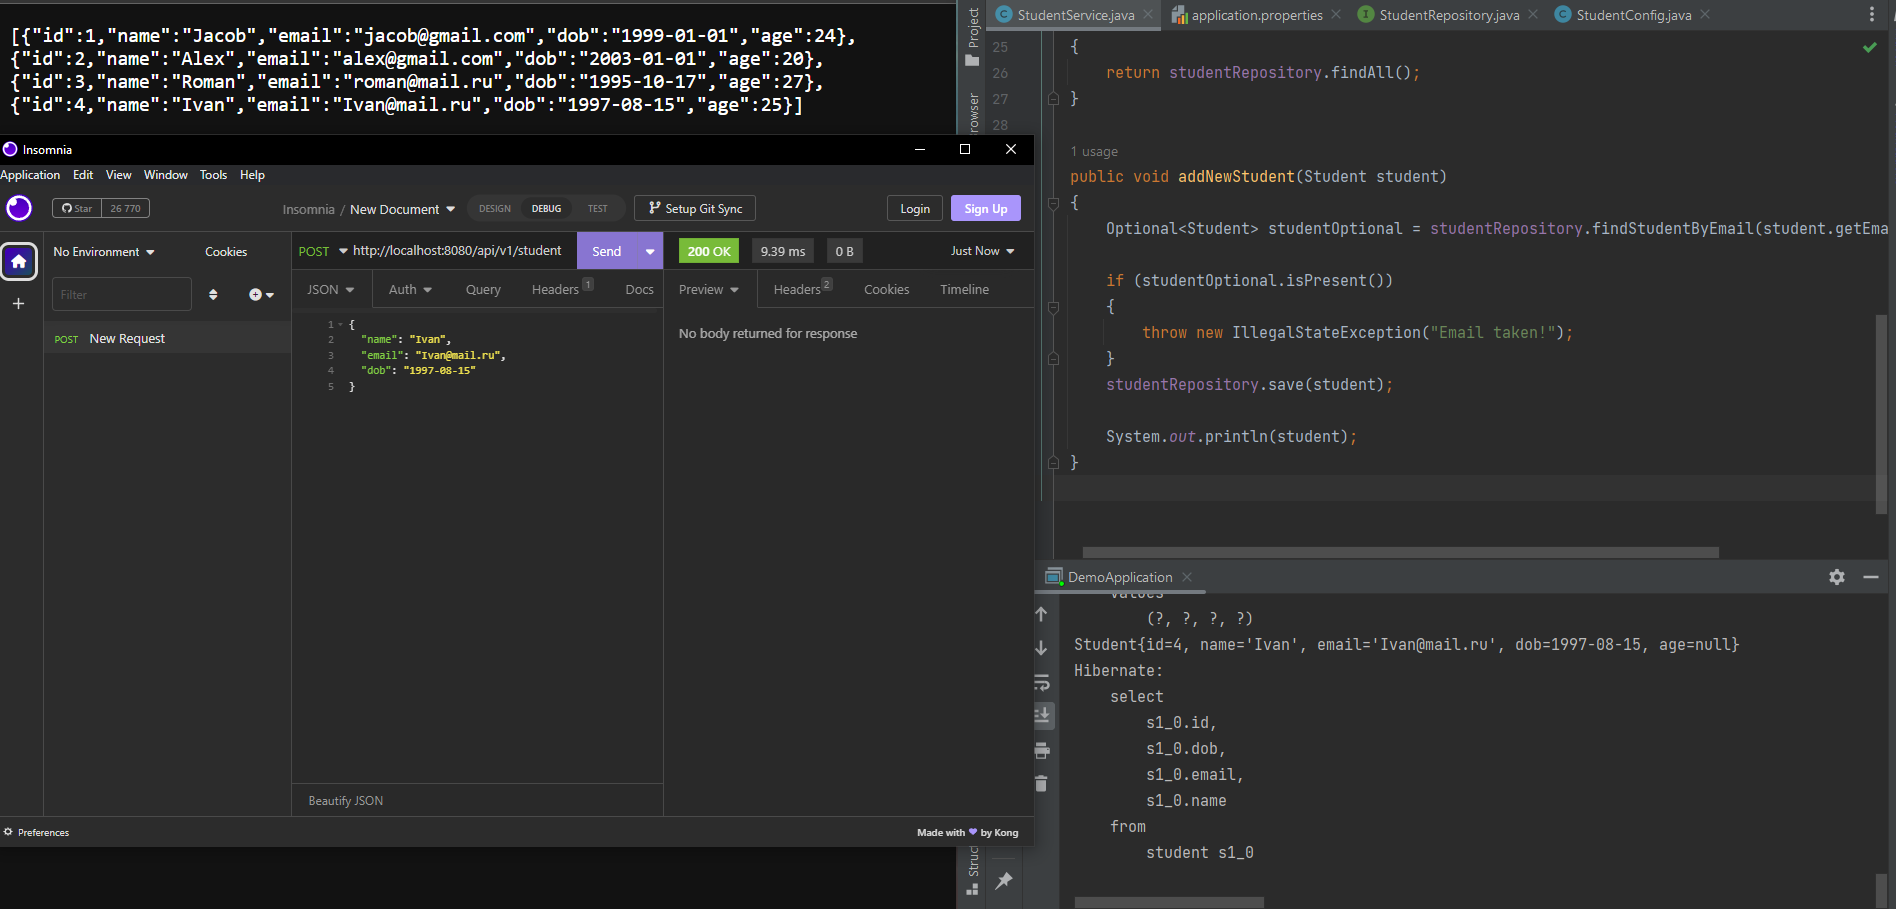 [{"id":1,"name":"Jacob","email":"jacob@gmail.com","dob":"1999-01-01","age":24},
{"id":2,"name":"Alex","email":"alex@gmail.com","dob":"2003-01-01","age":20},
{"id":3,"name":"Roman","email":"roman@mail.ru","dob":"1995-10-17","age":27},
{"id":4,"name":"Ivan","email":"Ivan@mail.ru","dob":"1997-08-15","age":25}]
Insomnia
Application Edit View Window Tools Help
Star 26 770
Insomnia / New Document
DESIGN DEBUG TEST
Setup Git Sync
Login
Sign Up
No Environment
Cookies
Filter
POST New Request
POST http://localhost:8080/api/v1/student
Send
200 OK 9.39 ms 0 B
Just Now
JSON Auth Query Headers 1 Docs
Preview Headers 2 Cookies Timeline
1 {
2 "name": "Ivan",
3 "email": "Ivan@mail.ru",
4 "dob": "1997-08-15"
5 }
No body returned for response
Beautify JSON
Preferences
Made with ❤ by Kong
Project
StudentService.java
application.properties
StudentRepository.java
StudentConfig.java
25 {
26 return studentRepository.findAll();
27 }
28
1 usage
public void addNewStudent(Student student)
{
Optional<Student> studentOptional = studentRepository.findStudentByEmail(student.getEma
if (studentOptional.isPresent())
{
throw new IllegalStateException("Email taken!");
}
studentRepository.save(student);
System.out.println(student);
}
DemoApplication
values
(?, ?, ?, ?)
Student{id=4, name='Ivan', email='Ivan@mail.ru', dob=1997-08-15, age=null}
Hibernate:
select
s1_0.id,
s1_0.dob,
s1_0.email,
s1_0.name
from
student s1_0